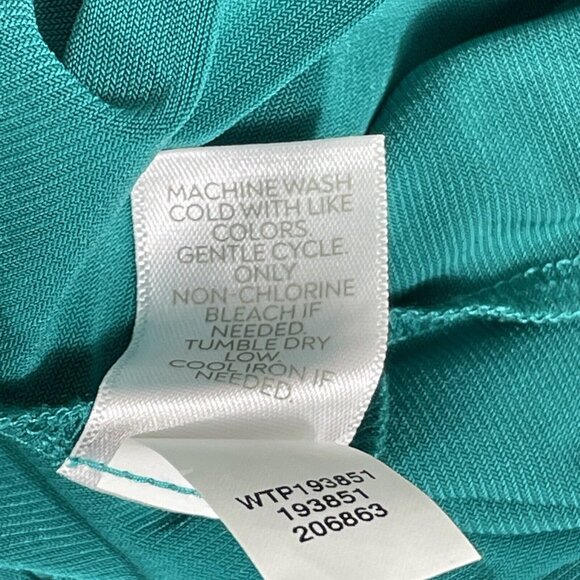 MACHINE WASH
COLD WITH LIKE
COLORS.
GENTLE CYCLE.
ONLY
NON-CHLORINE
BLEACH IF
NEEDED.
TUMBLE DRY
LOW.
COOL IRON IF
NEEDED.
WTP193851
193851
206863